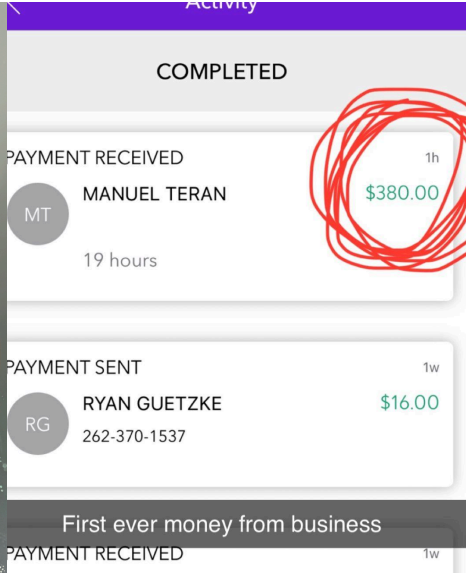 Activity
COMPLETED
PAYMENT RECEIVED 1h
MT MANUEL TERAN $380.00
19 hours
PAYMENT SENT 1w
RG RYAN GUETZKE $16.00
262-370-1537
First ever money from business
PAYMENT RECEIVED 1w